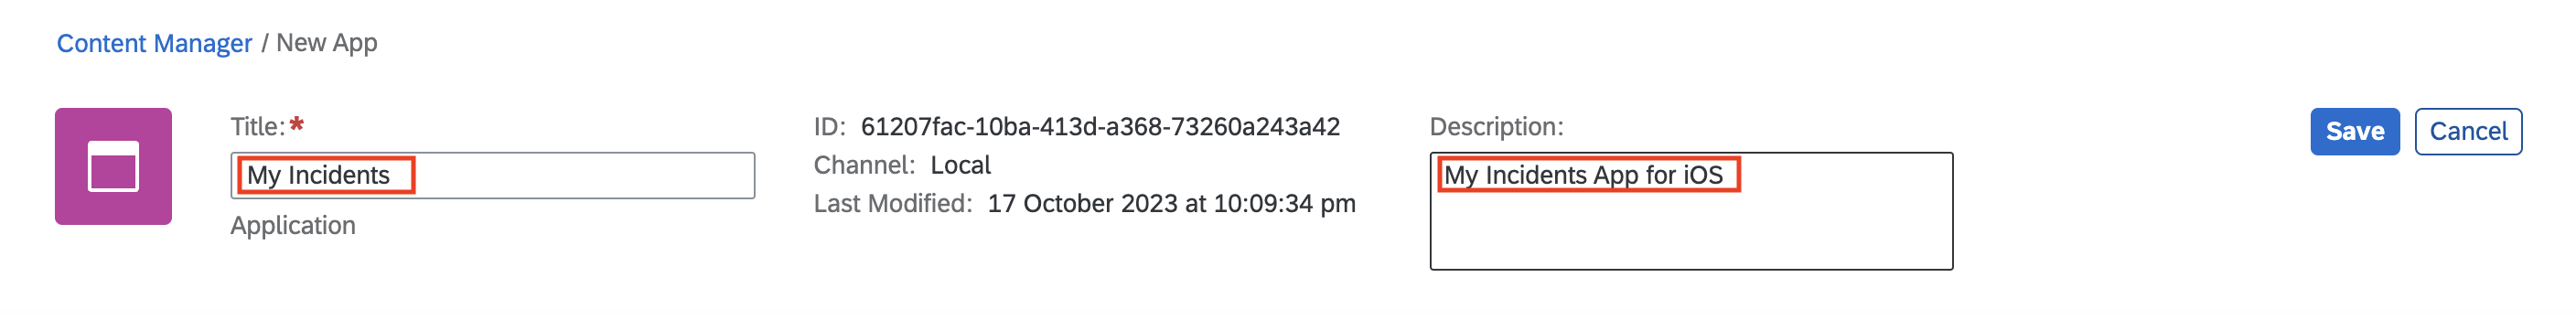 Content Manager / New App
Title:*
My Incidents
Application
ID: 61207fac-10ba-413d-a368-73260a243a42
Channel: Local
Last Modified: 17 October 2023 at 10:09:34 pm
Description:
My Incidents App for iOS
Save
Cancel